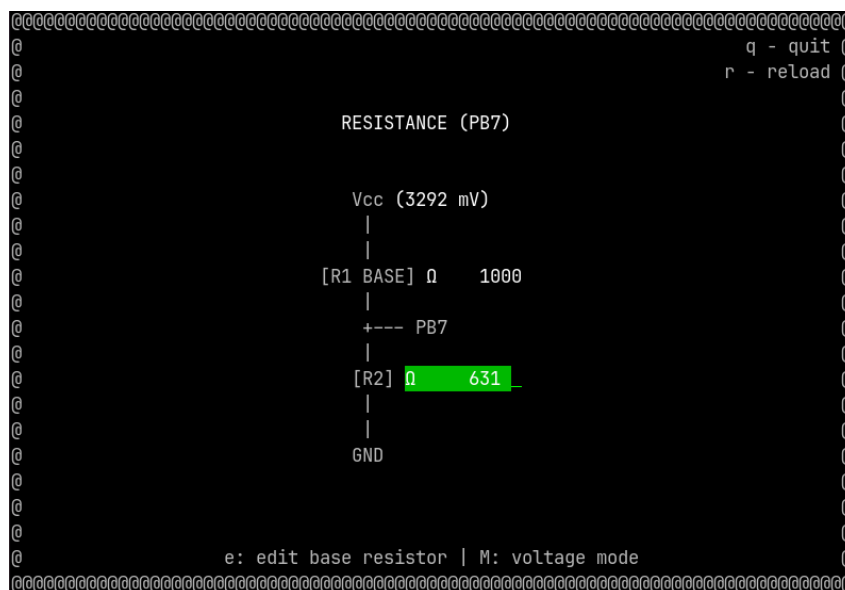 @@@@@@@@@@@@@@@@@@@@@@@@@@@@@@@@@@@@@@@@@@@@@@@@@@@@@@@@@@@@@@@@@@@@@@@@@@@@@@@
@ q - quit @
@ r - reload @
@ @
@ RESISTANCE (PB7) @
@ @
@ @
@ Vcc (3292 mV) @
@ | @
@ | @
@ [R1 BASE] Ω 1000 @
@ | @
@ +--- PB7 @
@ | @
@ [R2] Ω 631 _ @
@ | @
@ | @
@ GND @
@ @
@ @
@ @
@ e: edit base resistor | M: voltage mode @
@@@@@@@@@@@@@@@@@@@@@@@@@@@@@@@@@@@@@@@@@@@@@@@@@@@@@@@@@@@@@@@@@@@@@@@@@@@@@@@